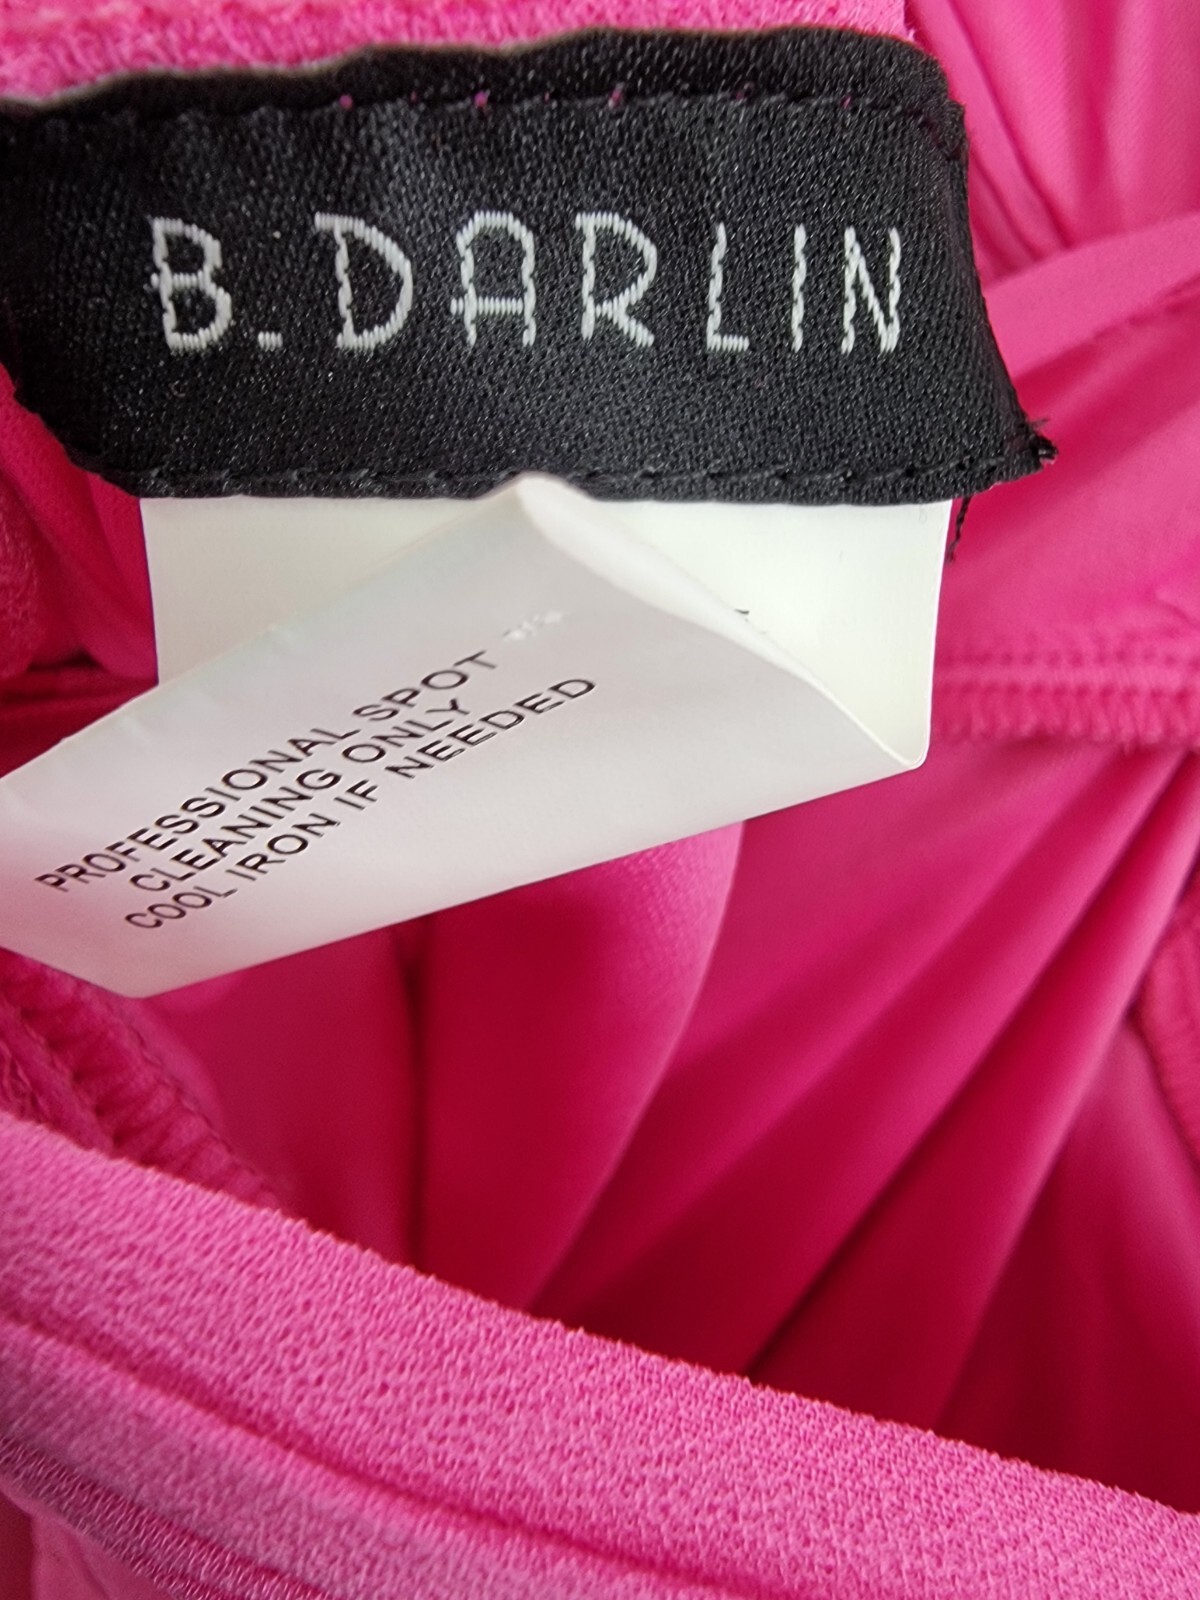 B. DARLIN
PROFESSIONAL SPOT
CLEANING ONLY
COOL IRON IF NEEDED